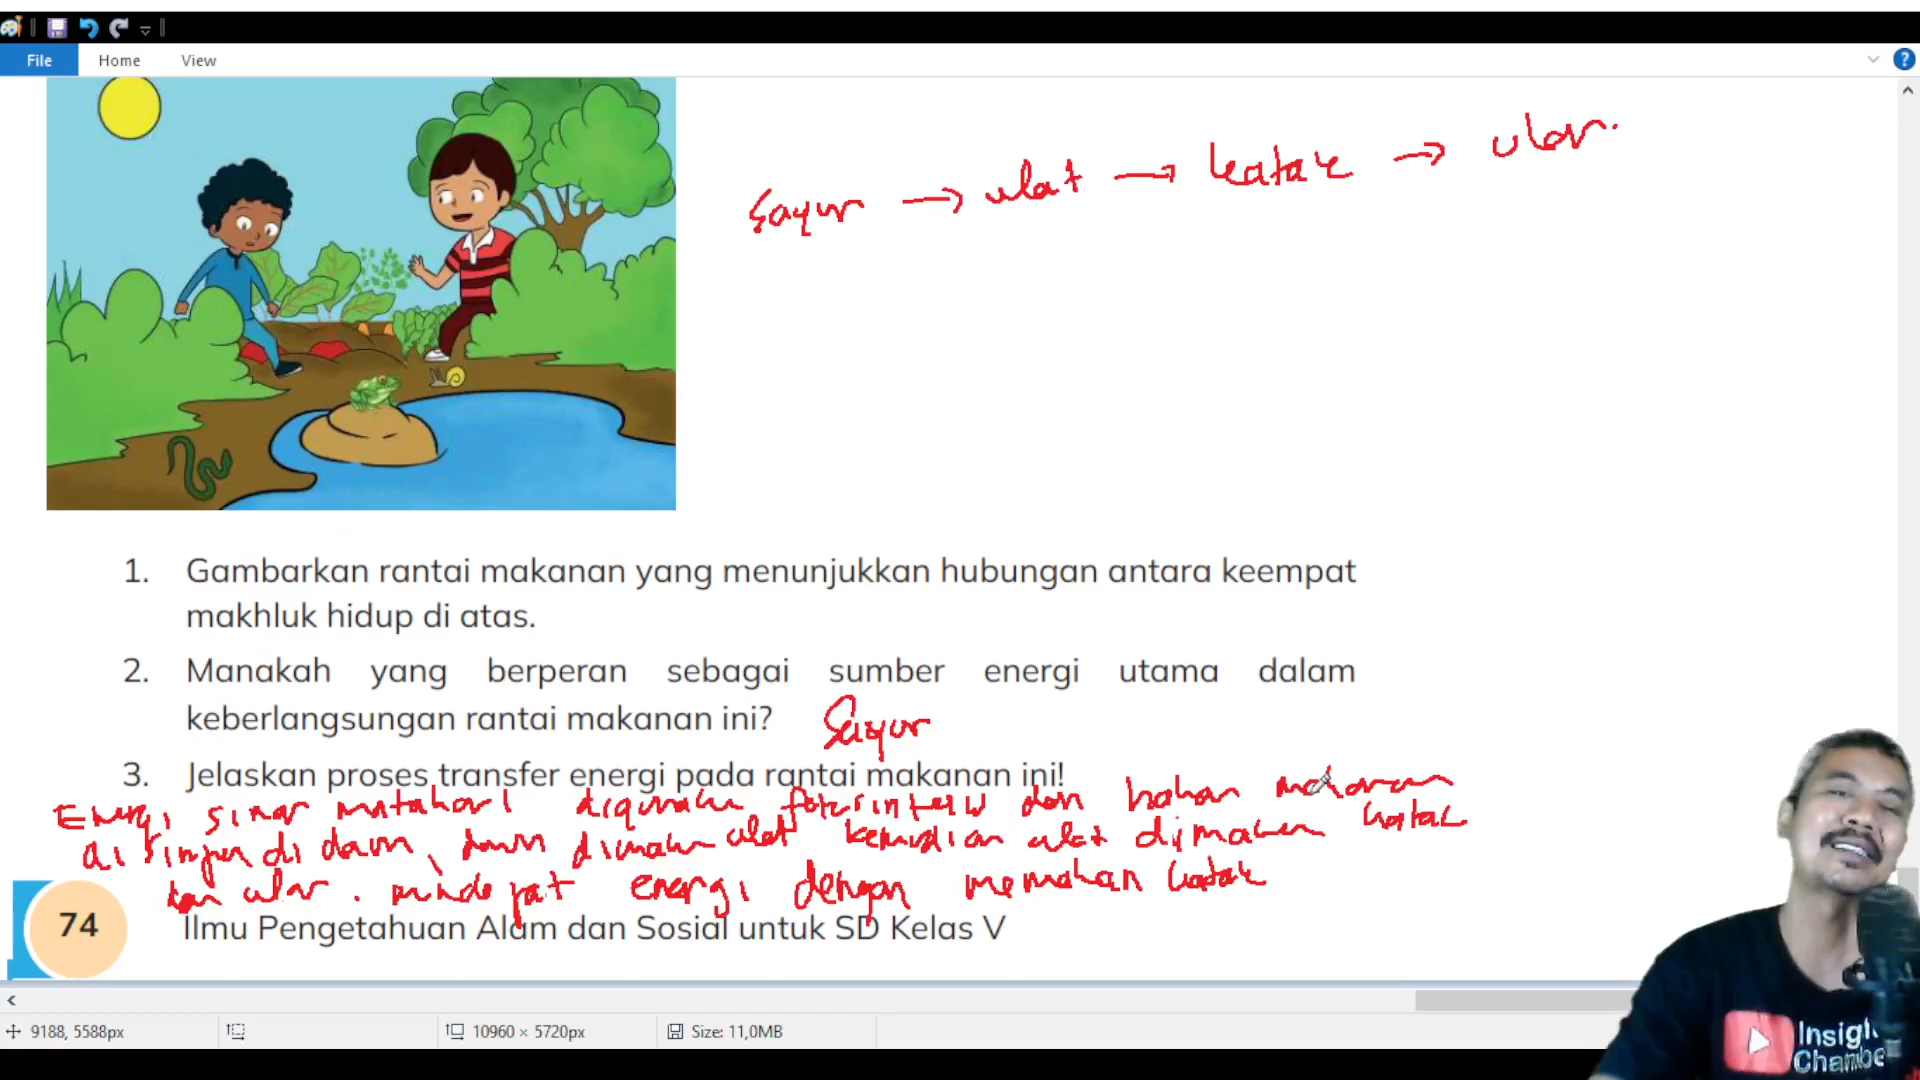 File Home View
sayur → ulat → katak → ular.
1. Gambarkan rantai makanan yang menunjukkan hubungan antara keempat
makhluk hidup di atas.
2. Manakah yang berperan sebagai sumber energi utama dalam
keberlangsungan rantai makanan ini? Sayur
3. Jelaskan proses transfer energi pada rantai makanan ini!
Energi sinar matahari digunakan dan bahan makanan
di daun, daun dimakan ulat kemudian ulat dimakan katak
dan ular. energi dengan memakan katak
74 Ilmu Pengetahuan Alam dan Sosial untuk SD Kelas V
9188, 5588px 10960 × 5720px Size: 11,0MB